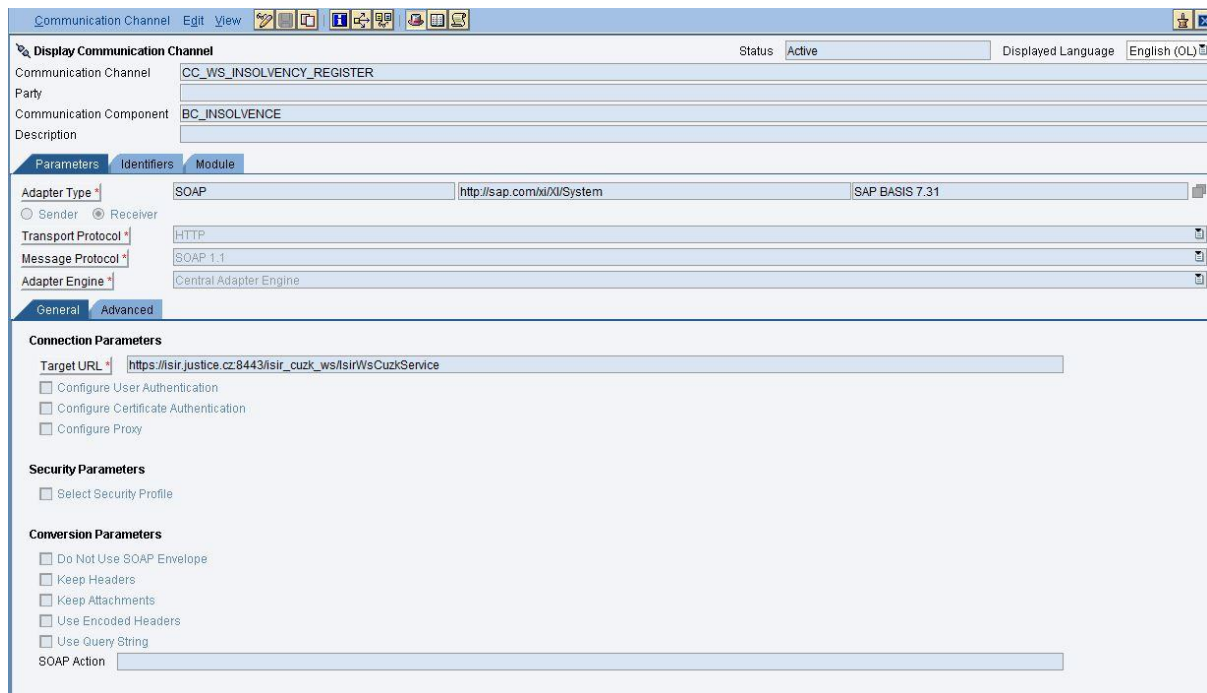 Communication Channel Edit View
Display Communication Channel Status Active Displayed Language English (OL)
Communication Channel CC_WS_INSOLVENCY_REGISTER
Party
Communication Component BC_INSOLVENCE
Description
Parameters Identifiers Module
Adapter Type * SOAP http://sap.com/xi/XI/System SAP BASIS 7.31
Sender Receiver
Transport Protocol * HTTP
Message Protocol * SOAP 1.1
Adapter Engine * Central Adapter Engine
General Advanced
Connection Parameters
Target URL * https://isir.justice.cz:8443/isir_cuzk_ws/IsirWsCuzkService
Configure User Authentication
Configure Certificate Authentication
Configure Proxy
Security Parameters
Select Security Profile
Conversion Parameters
Do Not Use SOAP Envelope
Keep Headers
Keep Attachments
Use Encoded Headers
Use Query String
SOAP Action